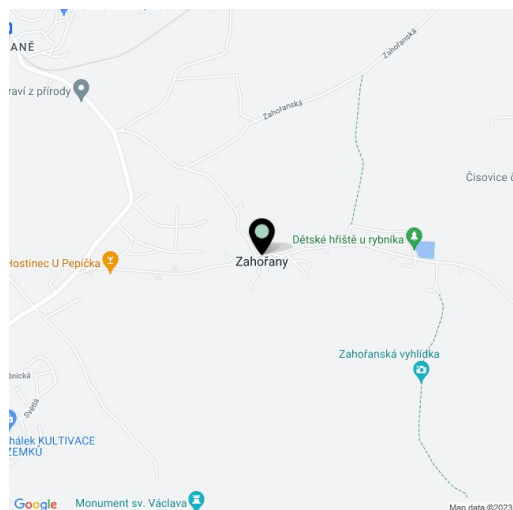 ANĚ
raví z přírody
Zahořanská
Zahořanská
Čisovice č
Dětské hřiště u rybníka
Hostinec U Pepíčka
Zahořany
Zahořanská vyhlídka
tnická
Světlá
hálek KULTIVACE
ZEMKŮ
Monument sv. Václava
Google
Map data ©2023